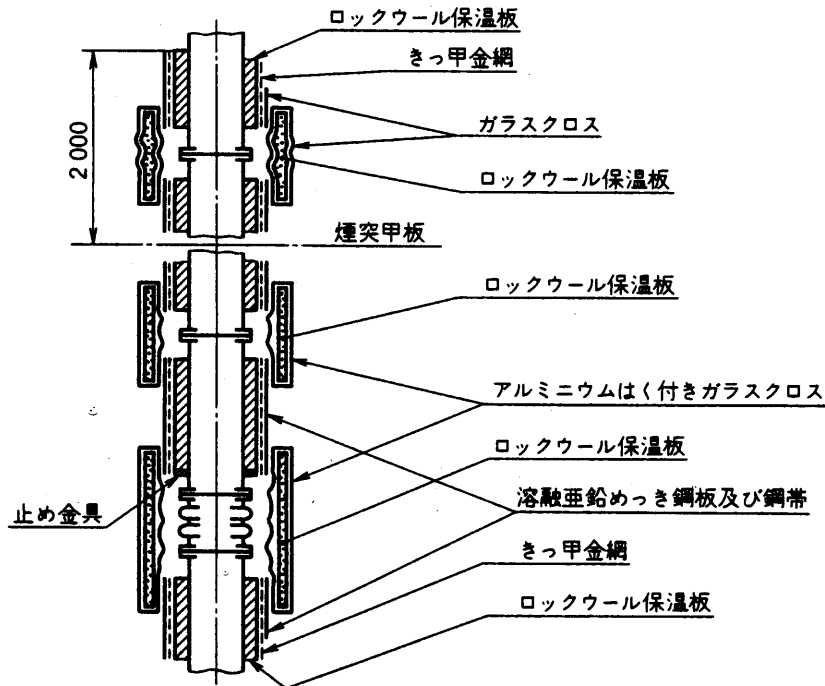 ロックウール保温板
きっ甲金網
ガラスクロス
2 000
ロックウール保温板
煙突甲板
ロックウール保温板
アルミニウムはく付きガラスクロス
ロックウール保温板
止め金具
溶融亜鉛めっき鋼板及び鋼帯
きっ甲金網
ロックウール保温板